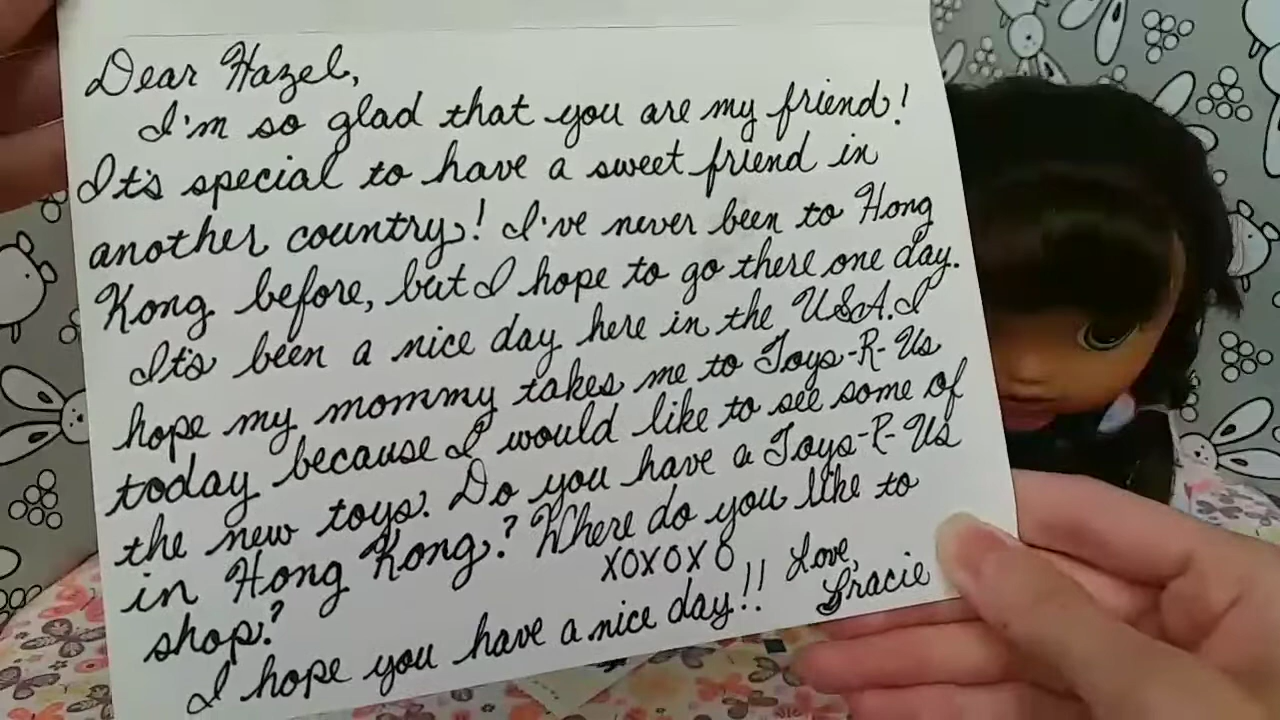 Dear Hazel,
I'm so glad that you are my friend!
It's special to have a sweet friend in
another country! I've never been to Hong
Kong before, but I hope to go there one day.
It's been a nice day here in the USA. I
hope my mommy takes me to Toys-R-Us
today because I would like to see some of
the new toys. Do you have a Toys-R-Us
in Hong Kong? Where do you like to
shop?
XOXOXO
I hope you have a nice day!!
Love,
Gracie